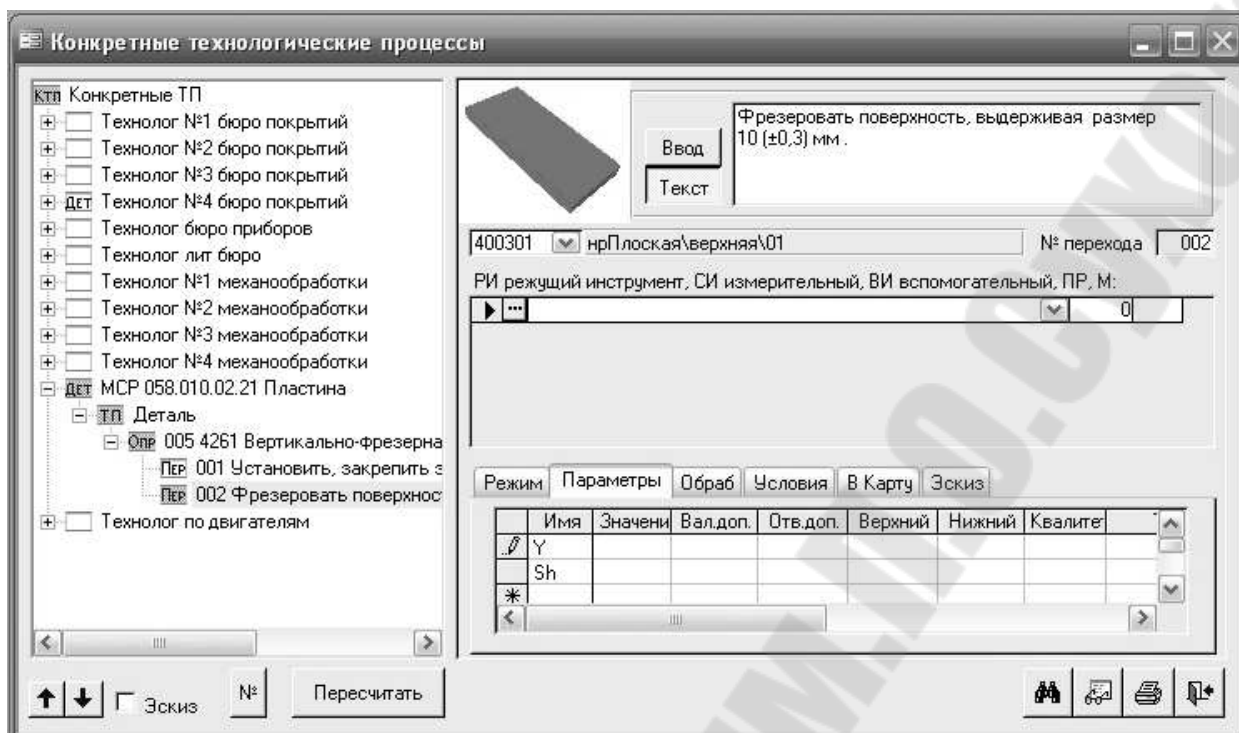 Конкретные технологические процессы
Ктп Конкретные ТП
Технолог №1 бюро покрытий
Технолог №2 бюро покрытий
Технолог №3 бюро покрытий
Дет Технолог №4 бюро покрытий
Технолог бюро приборов
Технолог лит бюро
Технолог №1 механообработки
Технолог №2 механообработки
Технолог №3 механообработки
Технолог №4 механообработки
Дет МСР 058.010.02.21 Пластина
ТП Деталь
Опр 005 4261 Вертикально-фрезерна
Пер 001 Установить, закрепить з
Пер 002 Фрезеровать поверхнос
Технолог по двигателям
Эскиз
№
Пересчитать
Ввод
Текст
Фрезеровать поверхность, выдерживая размер
10 (±0,3) мм .
400301 нрПлоская\верхняя\01 № перехода 002
РИ режущий инструмент, СИ измерительный, ВИ вспомогательный, ПР, М:
... 0
Режим Параметры Обраб Условия В Карту Эскиз
Имя Значени Вал.доп. Отв.доп. Верхний Нижний Квалитет
Y
Sh